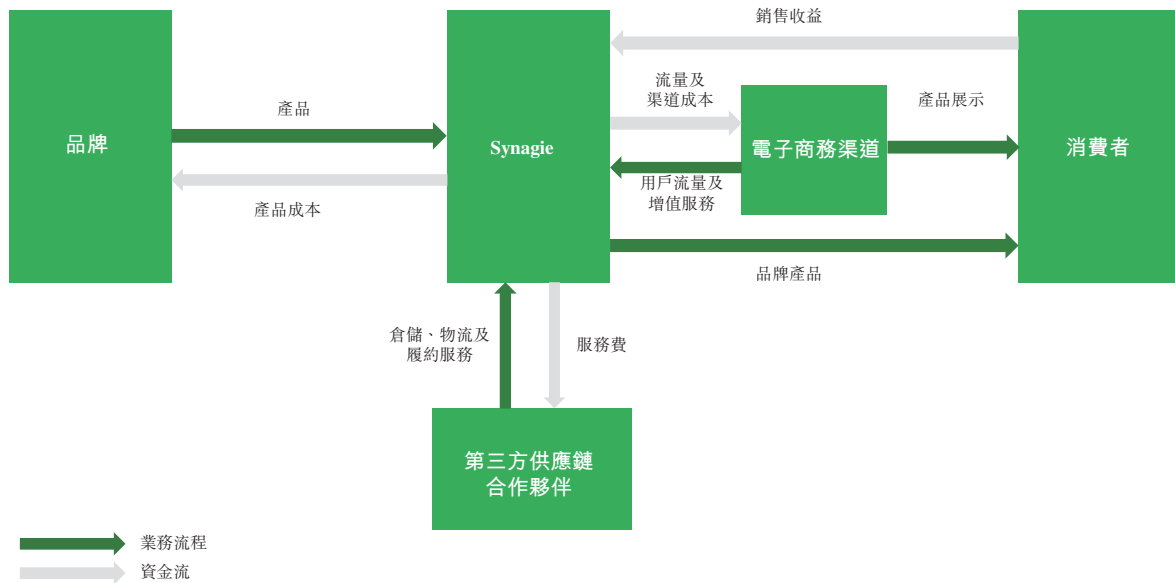 銷售收益
流量及
渠道成本
產品
產品展示
品牌
Synagie
電子商務渠道
消費者
用戶流量及
增值服務
產品成本
品牌產品
倉儲、物流及
履約服務
服務費
第三方供應鏈
合作夥伴
業務流程
資金流